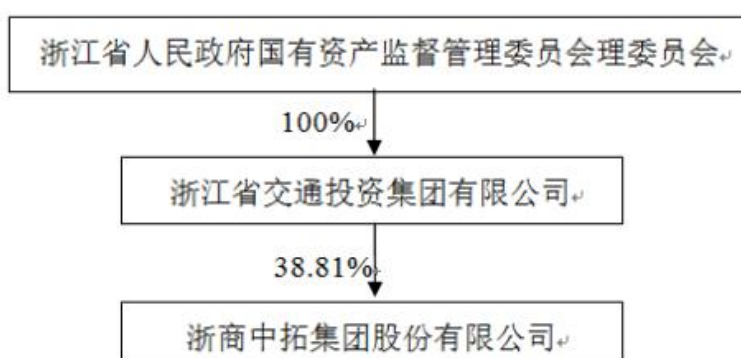 浙江省人民政府国有资产监督管理委员会理委员会
100%
浙江省交通投资集团有限公司
38.81%
浙商中拓集团股份有限公司